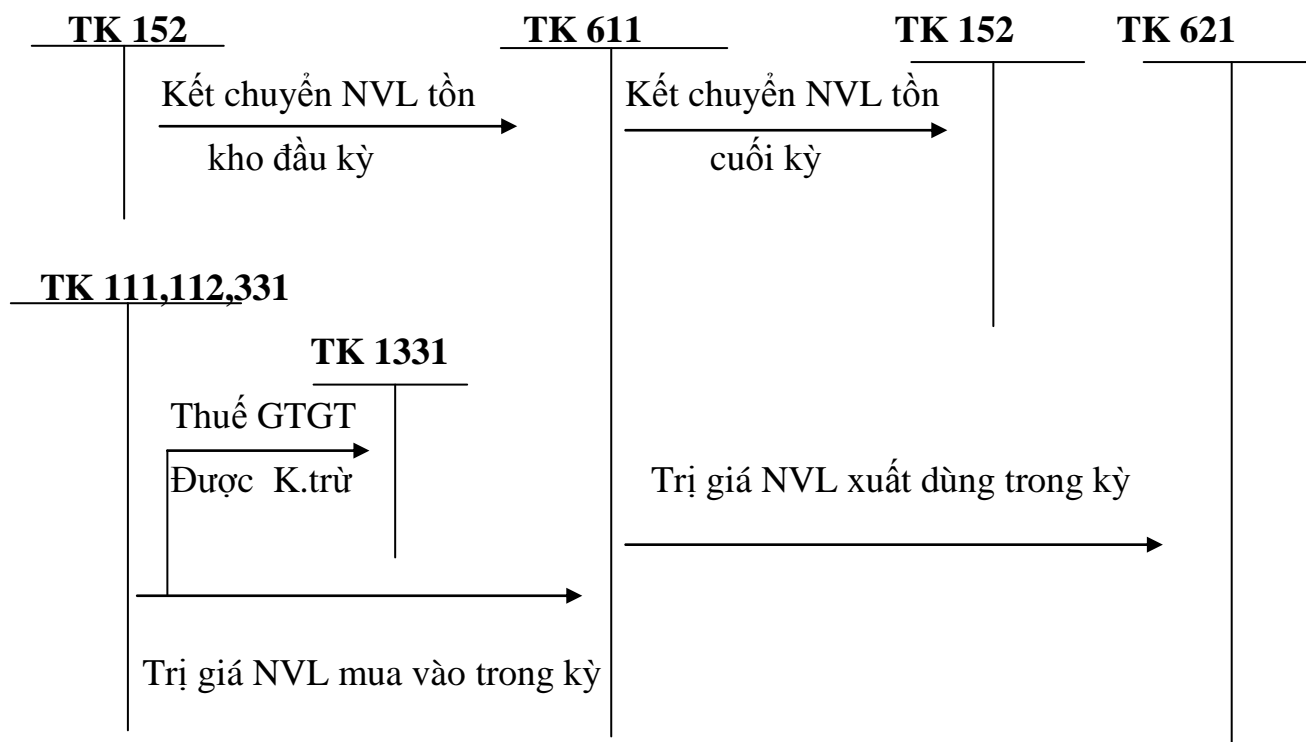 TK 152
TK 611
TK 152
TK 621
Kết chuyển NVL tồn
kho đầu kỳ
Kết chuyển NVL tồn
cuối kỳ
TK 111,112,331
TK 1331
Thuế GTGT
Được K.trừ
Trị giá NVL xuất dùng trong kỳ
Trị giá NVL mua vào trong kỳ